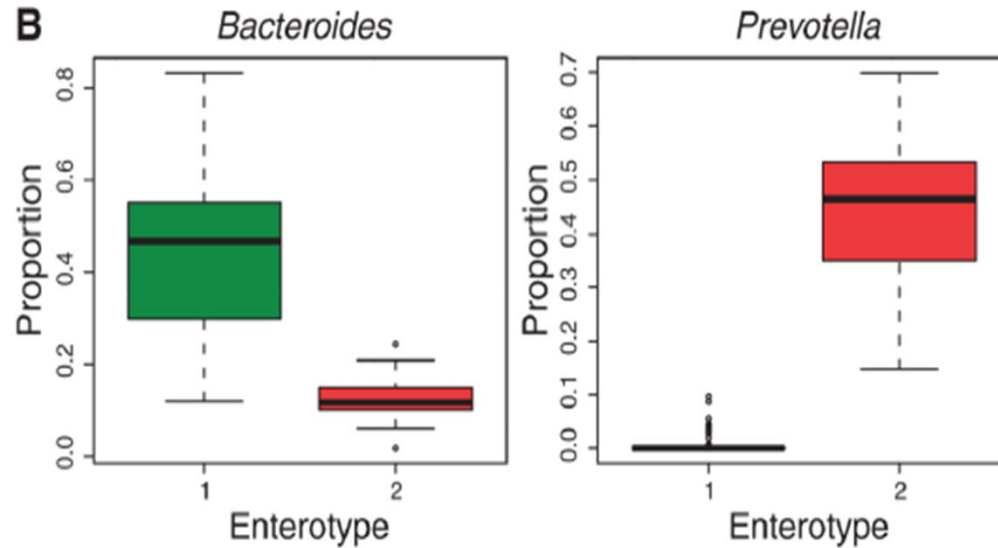 B
Bacteroides
Prevotella
Proportion
0.8
0.6
0.4
0.2
0.0
1
2
Enterotype
Proportion
0.7
0.6
0.5
0.4
0.3
0.2
0.1
0.0
1
2
Enterotype